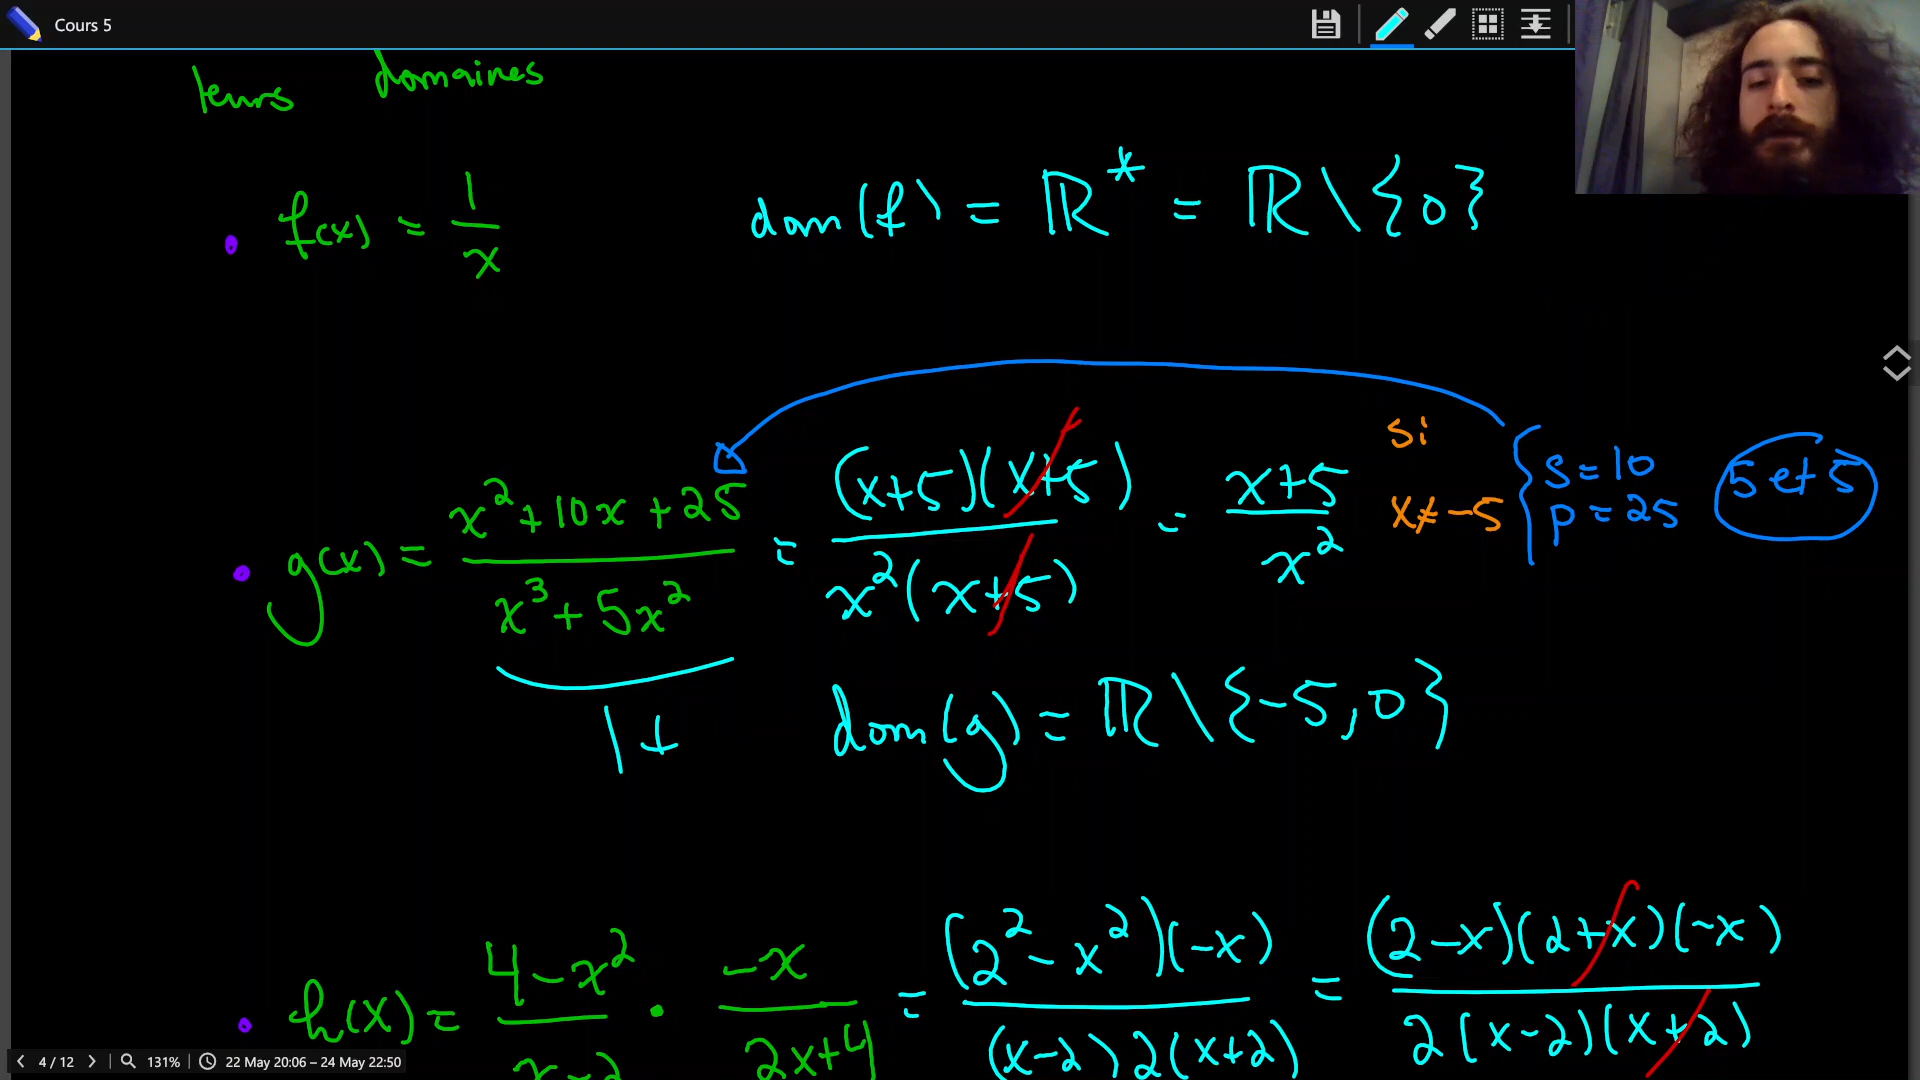 Cours 5
leurs domaines
• f(x) = 1/x dom(f) = ℝ* = ℝ \ {0}
• g(x) = (x² + 10x + 25)/(x³ + 5x²) = ((x+5)(x+5))/(x²(x+5)) = (x+5)/x² si x ≠ -5 { s = 10 p = 25 5 et 5
1 + dom(g) = ℝ \ {-5, 0}
• h(x) = (4 - x²)/(x - 2) · (-x)/(2x+4) = ((2² - x²)(-x))/((x-2)2(x+2)) = ((2-x)(2+x)(-x))/(2(x-2)(x+2))
4 / 12 131% 22 May 20:06 – 24 May 22:50